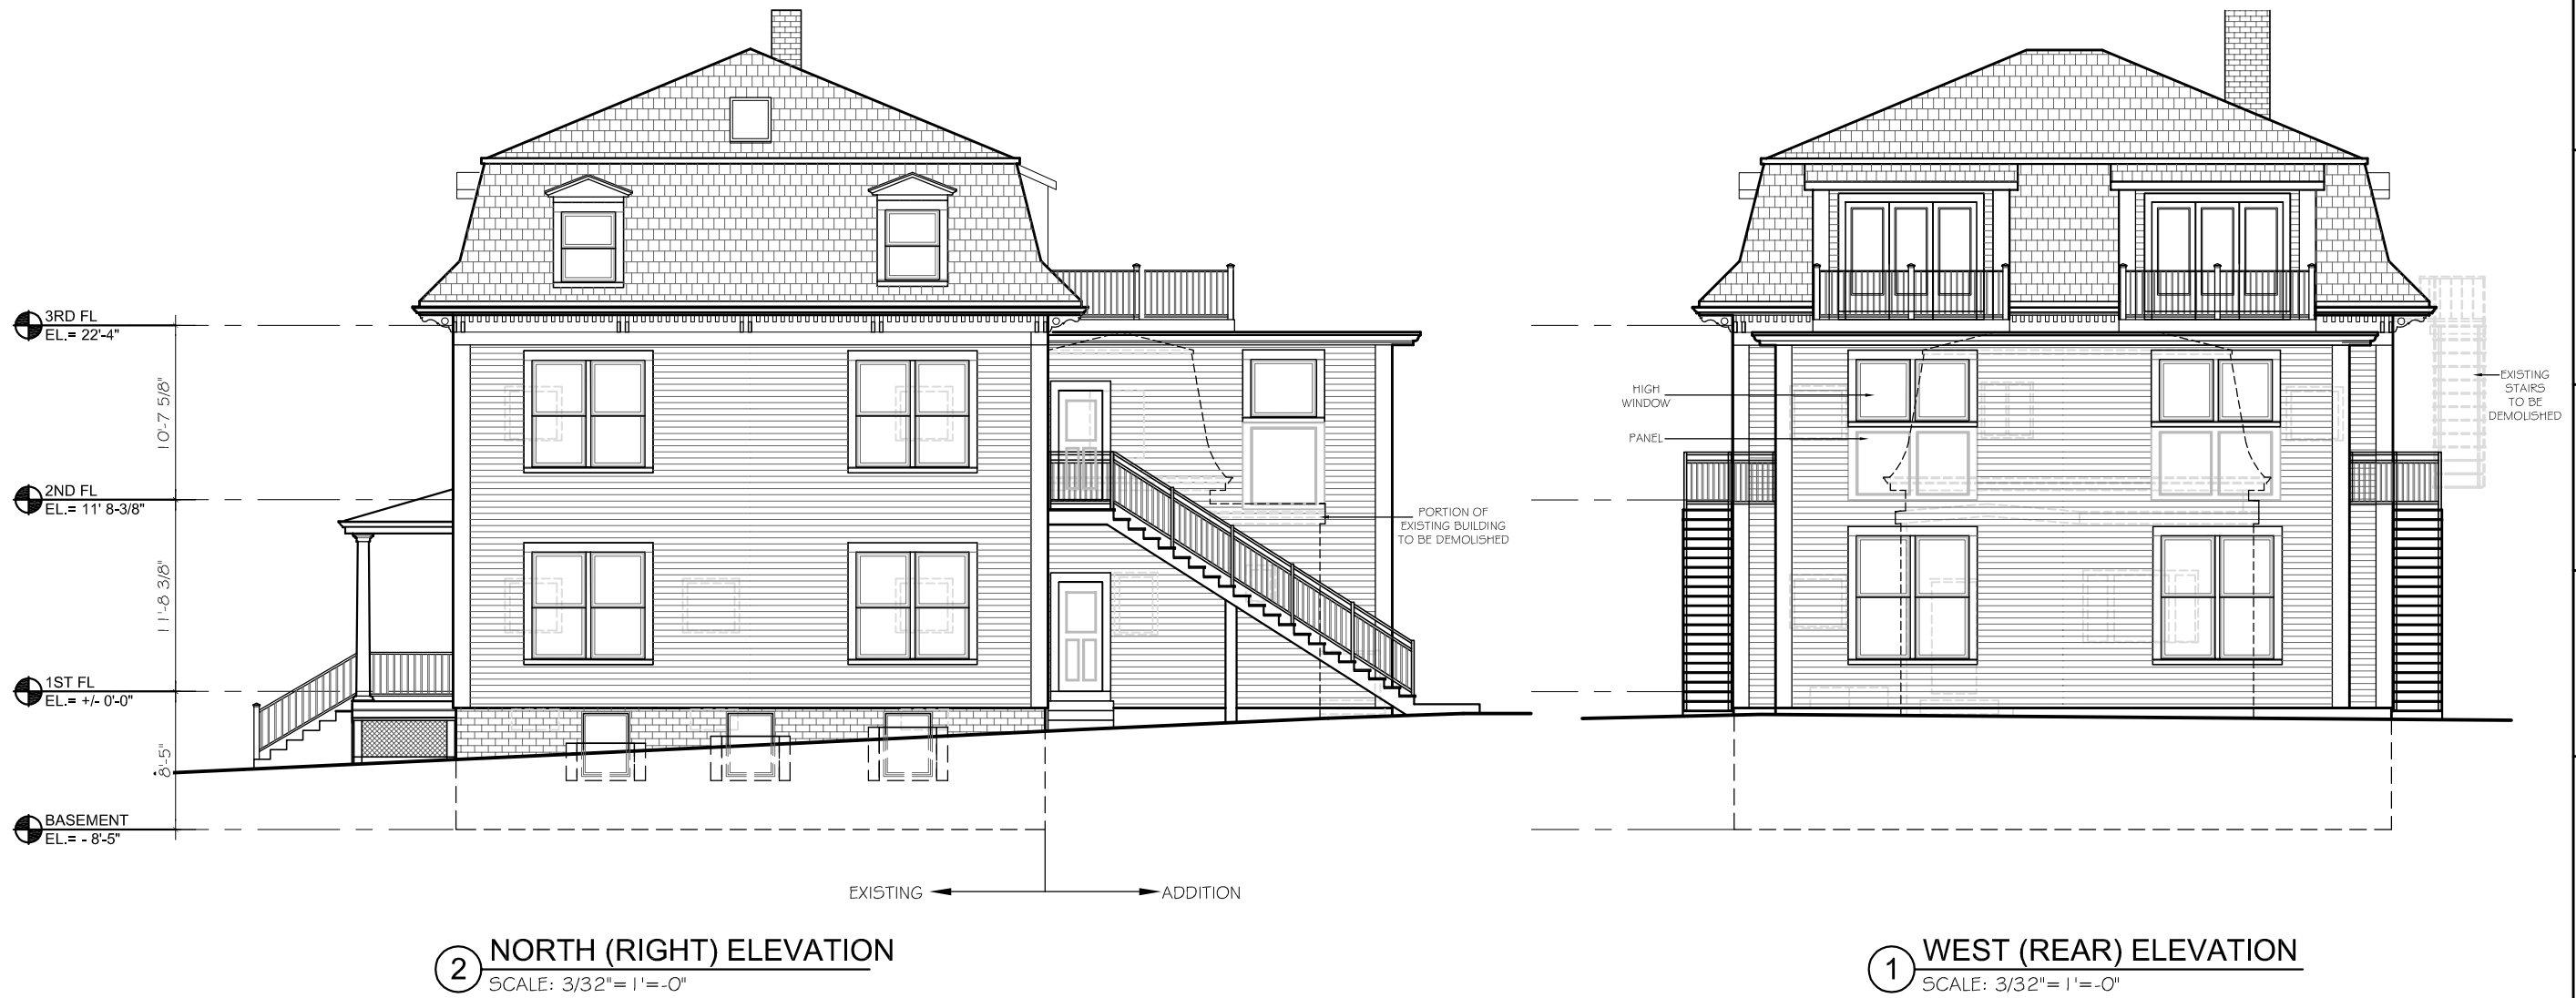 3RD FL
EL.= 22'-4"
10'-7 5/8"
2ND FL
EL.= 11' 8-3/8"
11'-8 3/8"
1ST FL
EL.= +/- 0'-0"
8'-5"
BASEMENT
EL.= - 8'-5"
PORTION OF
EXISTING BUILDING
TO BE DEMOLISHED
EXISTING
ADDITION
2
NORTH (RIGHT) ELEVATION
SCALE: 3/32"=1'=-0"
HIGH
WINDOW
PANEL
EXISTING
STAIRS
TO BE
DEMOLISHED
1
WEST (REAR) ELEVATION
SCALE: 3/32"=1'=-0"